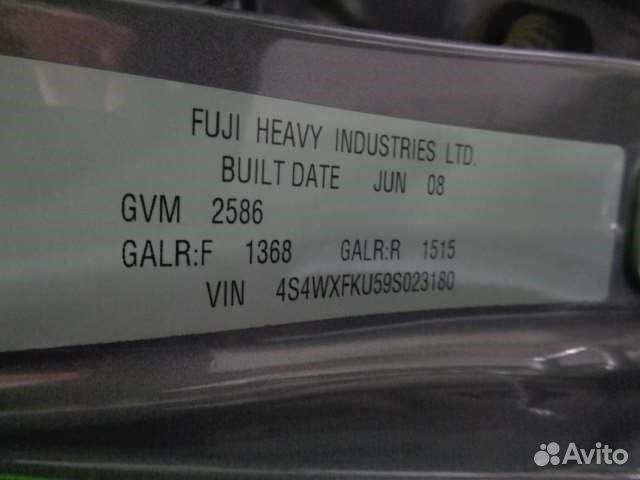 FUJI HEAVY INDUSTRIES LTD.
BUILT DATE JUN 08
GVM 2586
GALR:F 1368 GALR:R 1515
VIN 4S4WXFKU59S023180
Avito